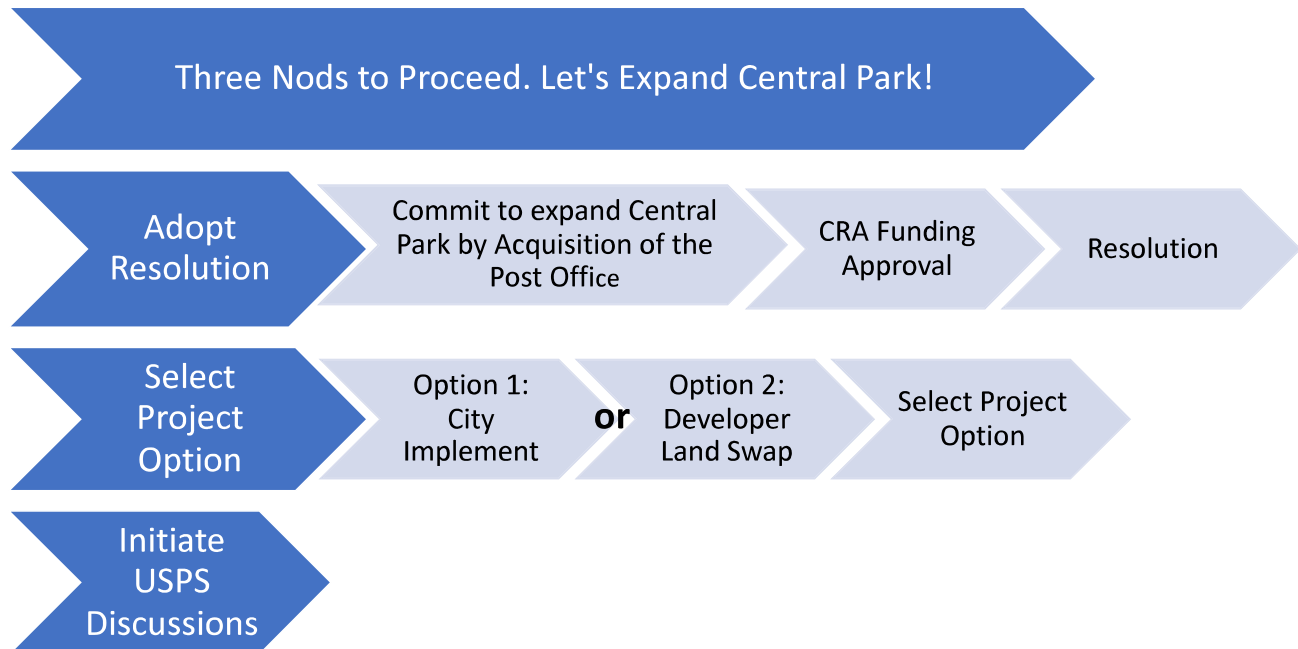 Three Nods to Proceed. Let's Expand Central Park!
Adopt
Resolution
Commit to expand Central
Park by Acquisition of the
Post Office
CRA Funding
Approval
Resolution
Select
Project
Option
Option 1:
City
Implement
or
Option 2:
Developer
Land Swap
Select Project
Option
Initiate
USPS
Discussions